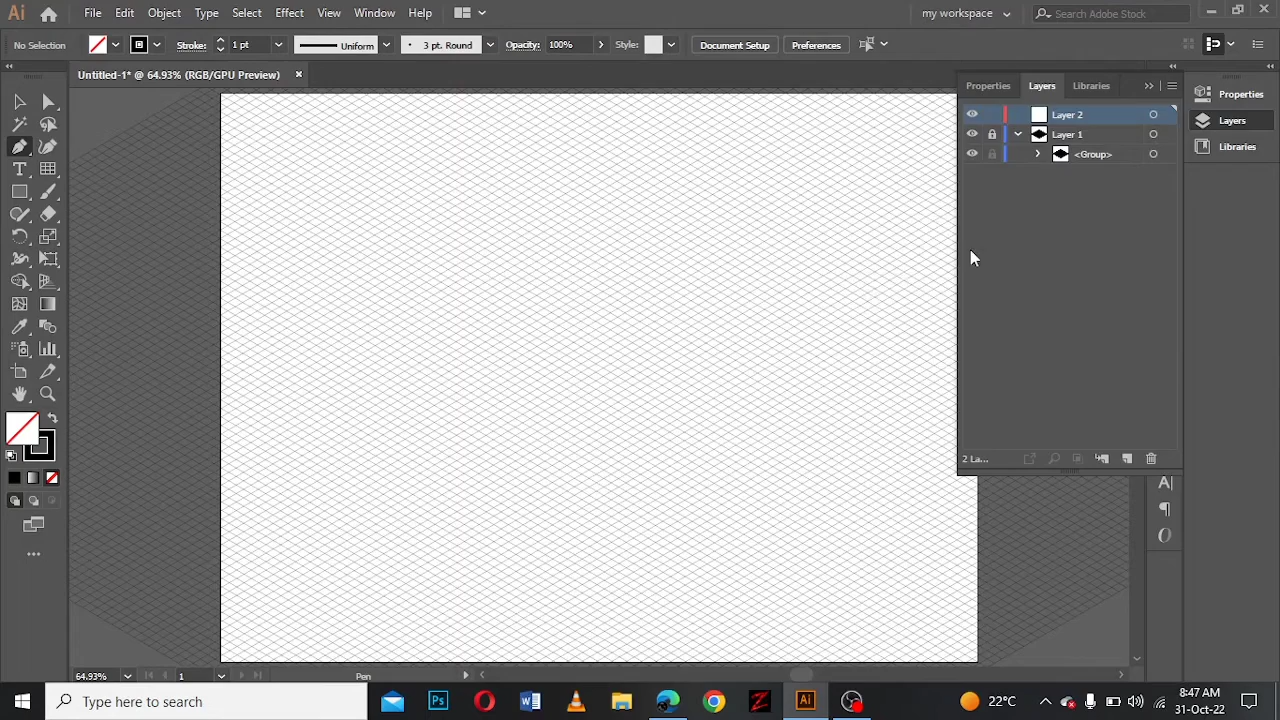 Ai File Edit Object Type Select Effect View Window Help my workspace Search Adobe Stock
No Selection Stroke: 1 pt Uniform 3 pt. Round Opacity: 100% Style: Document Setup Preferences
Untitled-1* @ 64.93% (RGB/GPU Preview)
Properties Layers Libraries
Layer 2
Layer 1
<Group>
2 La...
Properties
Layers
Libraries
64.93% 1 Pen
Type here to search
Ps
Ai
22°C
8:47 AM
31-Oct-22